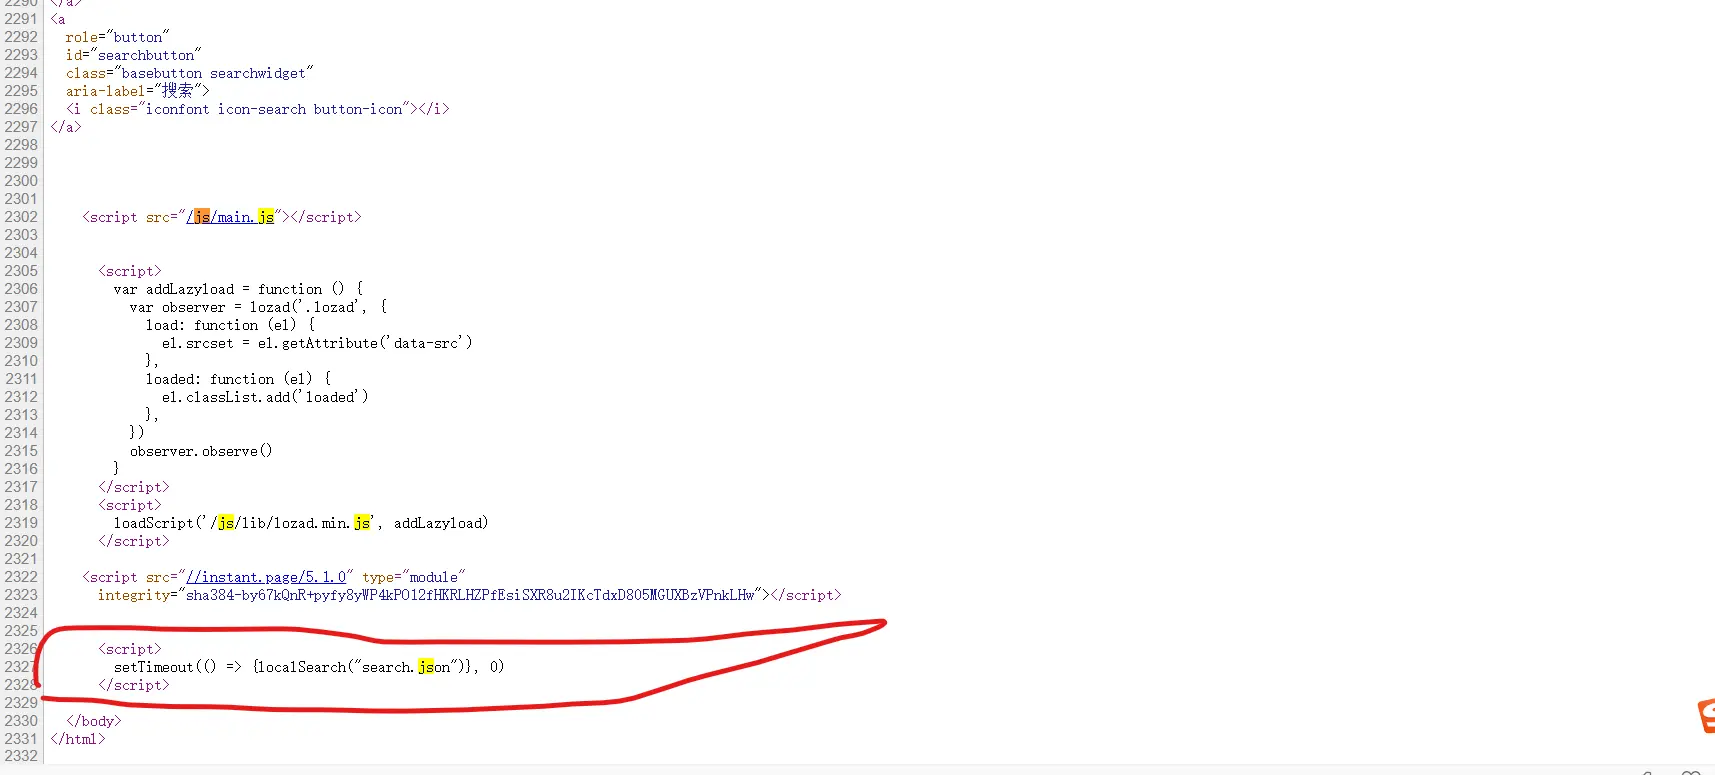 2290 </a>
2291 <a
2292 role="button"
2293 id="searchbutton"
2294 class="basebutton searchwidget"
2295 aria-label="搜索">
2296 <i class="iconfont icon-search button-icon"></i>
2297 </a>
2298
2299
2300
2301
2302 <script src="/js/main.js"></script>
2303
2304
2305 <script>
2306 var addLazyload = function () {
2307 var observer = lozad('.lozad', {
2308 load: function (el) {
2309 el.srcset = el.getAttribute('data-src')
2310 },
2311 loaded: function (el) {
2312 el.classList.add('loaded')
2313 },
2314 })
2315 observer.observe()
2316 }
2317 </script>
2318 <script>
2319 loadScript('/js/lib/lozad.min.js', addLazyload)
2320 </script>
2321
2322 <script src="//instant.page/5.1.0" type="module"
2323 integrity="sha384-by67kQnR+pyfy8yWP4kPO12fHKRLHZPfEsiSXR8u2IKcTdxD805MGUXBzVPnkLHw"></script>
2324
2325
2326 <script>
2327 setTimeout(() => {localSearch("search.json")}, 0)
2328 </script>
2329
2330 </body>
2331 </html>
2332